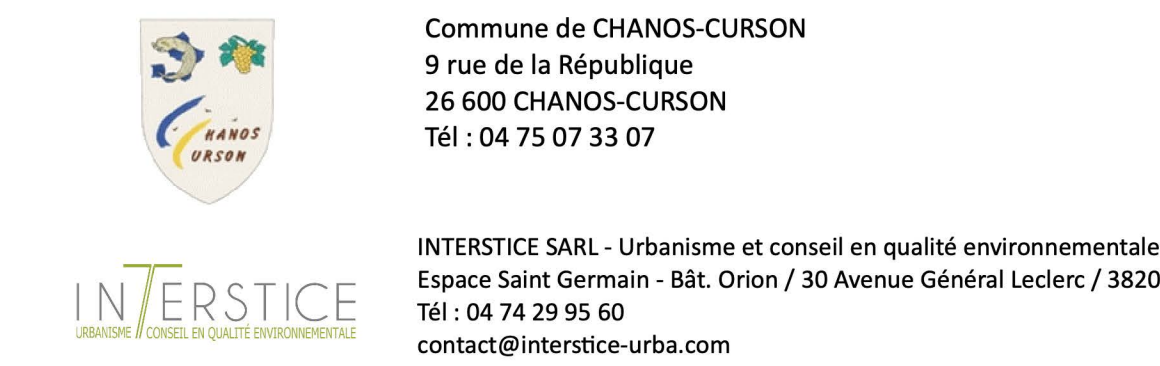 Commune de CHANOS-CURSON
9 rue de la République
26 600 CHANOS-CURSON
Tél : 04 75 07 33 07
CHANOS
CURSON
INTERSTICE SARL - Urbanisme et conseil en qualité environnementale
Espace Saint Germain - Bât. Orion / 30 Avenue Général Leclerc / 3820
Tél : 04 74 29 95 60
contact@interstice-urba.com
INTERSTICE
URBANISME CONSEIL EN QUALITÉ ENVIRONNEMENTALE